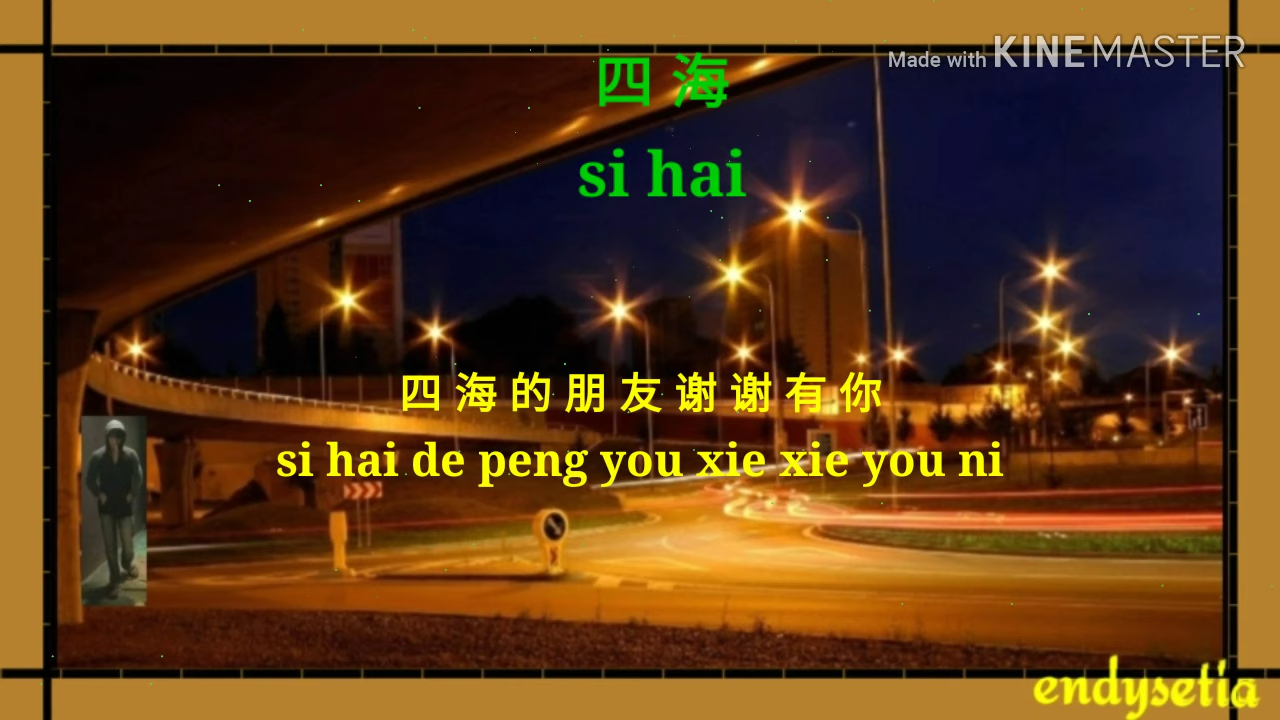 Made with KINEMASTER
四 海
si hai
四 海 的 朋 友 谢 谢 有 你
si hai de peng you xie xie you ni
endysetia